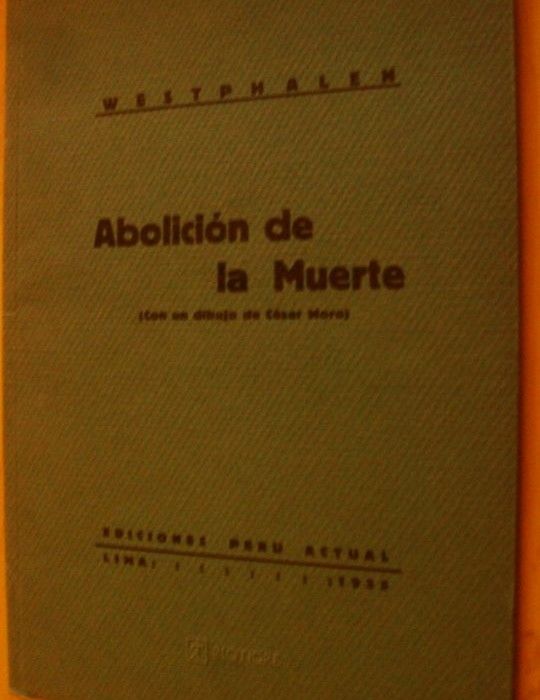 WESTPHALEN
Abolición de
la Muerte
(Con un dibujo de César Moro)
EDICIONES PERU ACTUAL
LIMA; ; ; ; ; ; ; ;1935